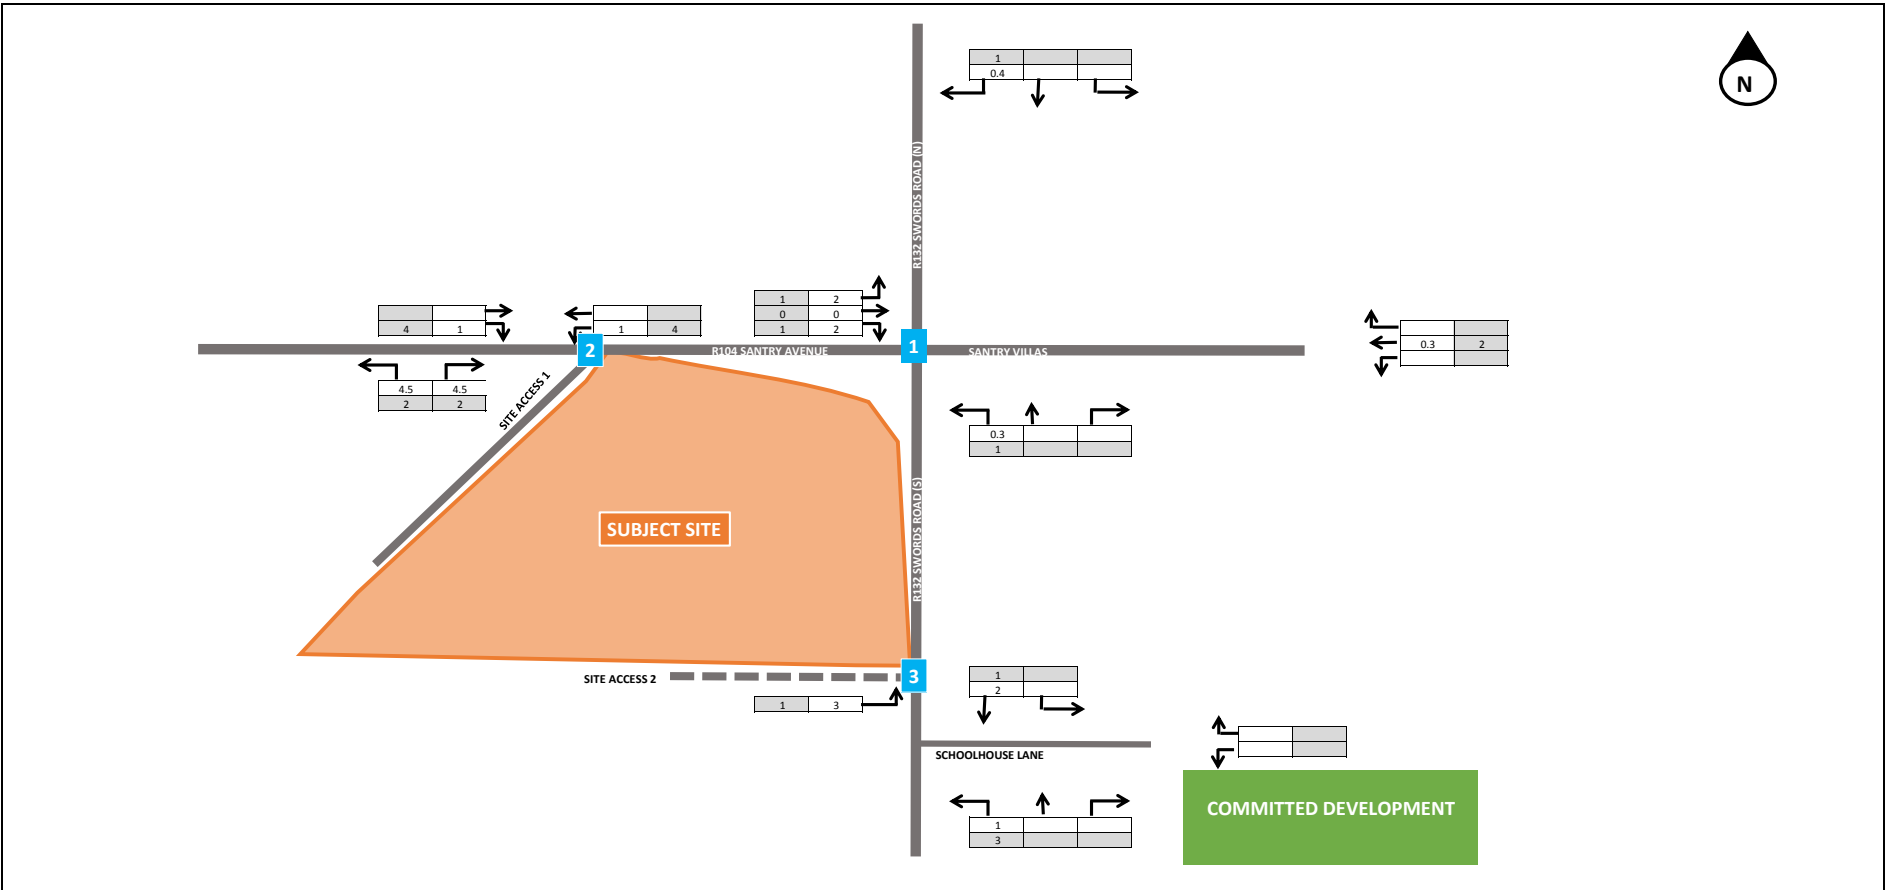 1
0.4
N
R132 SWORDS ROAD (N)
1 2
0 0
1 2
4 1
1 4
0.3 2
2
R104 SANTRY AVENUE
1
SANTRY VILLAS
4.5 4.5
2 2
SITE ACCESS 1
0.3
1
SUBJECT SITE
R132 SWORDS ROAD (S)
SITE ACCESS 2
3
1 3
1
2
SCHOOLHOUSE LANE
COMMITTED DEVELOPMENT
1
3